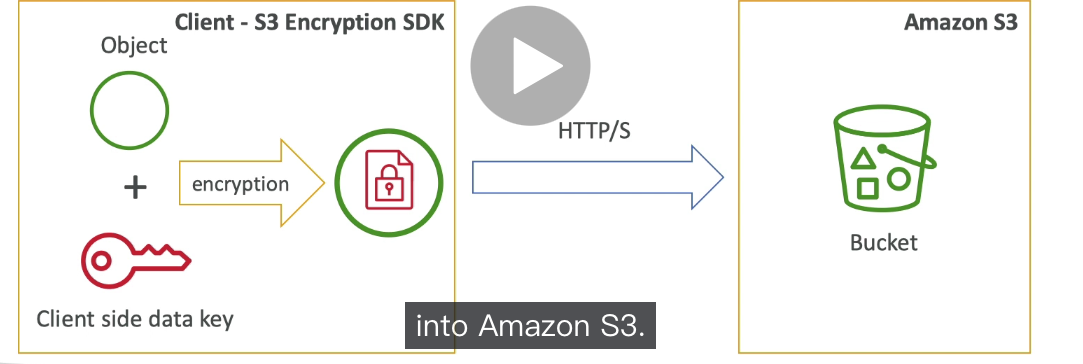 Client - S3 Encryption SDK
Object
+
encryption
Client side data key
HTTP/S
Amazon S3
Bucket
into Amazon S3.